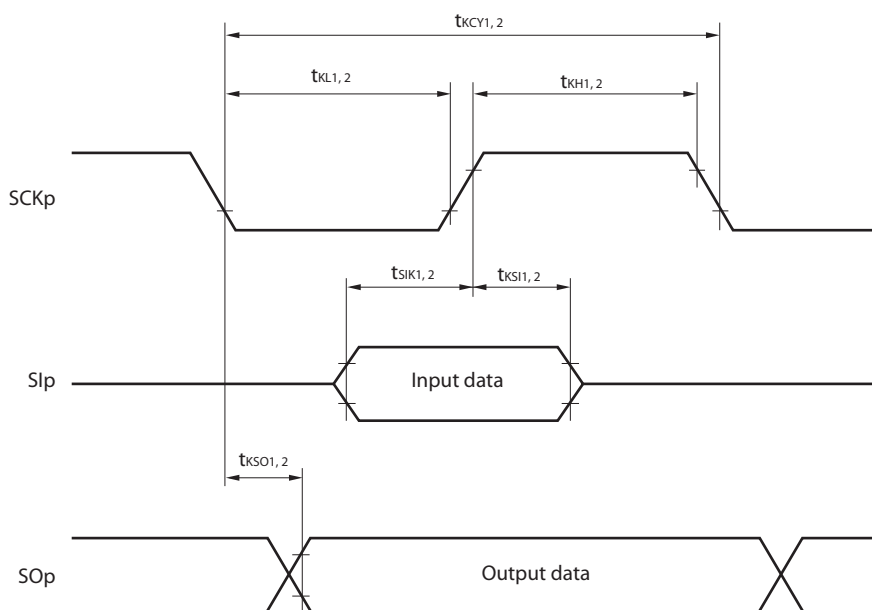 tKCY1, 2
tKL1, 2
tKH1, 2
SCKp
tSIK1, 2
tKSI1, 2
SIp
Input data
tKSO1, 2
SOp
Output data